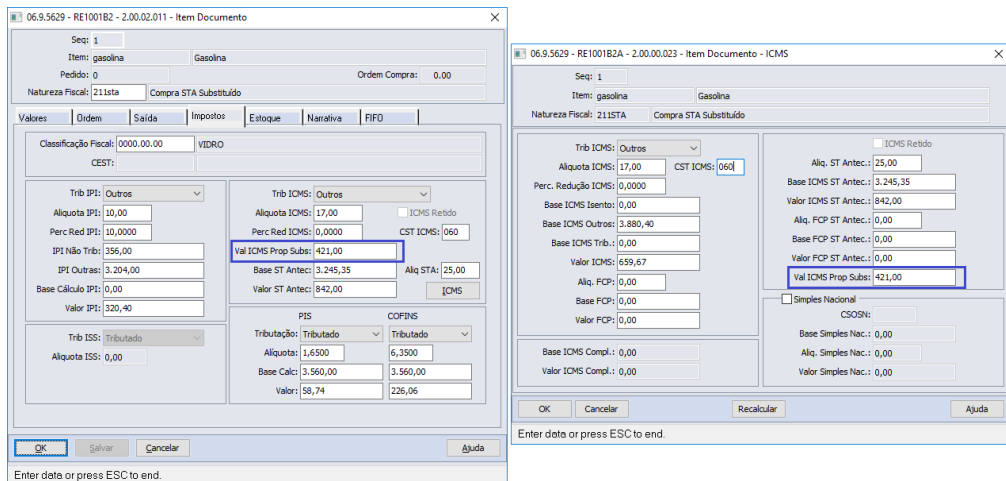 06.9.5629 - RE1001B2 - 2.00.02.011 - Item Documento
Seq: 1
Item: gasolina Gasolina
Pedido: 0 Ordem Compra: 0.00
Natureza Fiscal: 211sta Compra STA Substituído
Valores Ordem Saída Impostos Estoque Narrativa FIFO
Classificação Fiscal: 0000.00.00 VIDRO
CEST:
Trib IPI: Outros
Aliquota IPI: 10,00
Perc Red IPI: 10,0000
IPI Não Trib: 356,00
IPI Outras: 3.204,00
Base Cálculo IPI: 0,00
Valor IPI: 320,40
Trib ICMS: Outros
Aliquota ICMS: 17,00 ICMS Retido
Perc Red ICMS: 0,0000 CST ICMS: 060
Val ICMS Prop Subs: 421,00
Base ST Antec: 3.245,35 Aliq STA: 25,00
Valor ST Antec: 842,00 ICMS
Trib ISS: Tributado
Aliquota ISS: 0,00
PIS COFINS
Tributação: Tributado Tributado
Alíquota: 1,6500 6,3500
Base Calc: 3.560,00 3.560,00
Valor: 58,74 226,06
OK Salvar Cancelar Ajuda
Enter data or press ESC to end.
06.9.5629 - RE1001B2A - 2.00.00.023 - Item Documento - ICMS
Seq: 1
Item: gasolina Gasolina
Natureza Fiscal: 211STA Compra STA Substituído
Trib ICMS: Outros
Aliquota ICMS: 17,00 CST ICMS: 060
Perc. Redução ICMS: 0,0000
Base ICMS Isento: 0,00
Base ICMS Outros: 3.880,40
Base ICMS Trib.: 0,00
Valor ICMS: 659,67
Aliq. FCP: 0,00
Base FCP: 0,00
Valor FCP: 0,00
Base ICMS Compl.: 0,00
Valor ICMS Compl.: 0,00
ICMS Retido
Aliq. ST Antec.: 25,00
Base ICMS ST Antec.: 3.245,35
Valor ICMS ST Antec.: 842,00
Aliq. FCP ST Antec.: 0,00
Base FCP ST Antec.: 0,00
Valor FCP ST Antec.: 0,00
Val ICMS Prop Subs: 421,00
Simples Nacional
CSOSN:
Base Simples Nac.: 0,00
Aliq. Simples Nac.: 0,00
Valor Simples Nac.: 0,00
OK Cancelar Recalcular Ajuda
Enter data or press ESC to end.